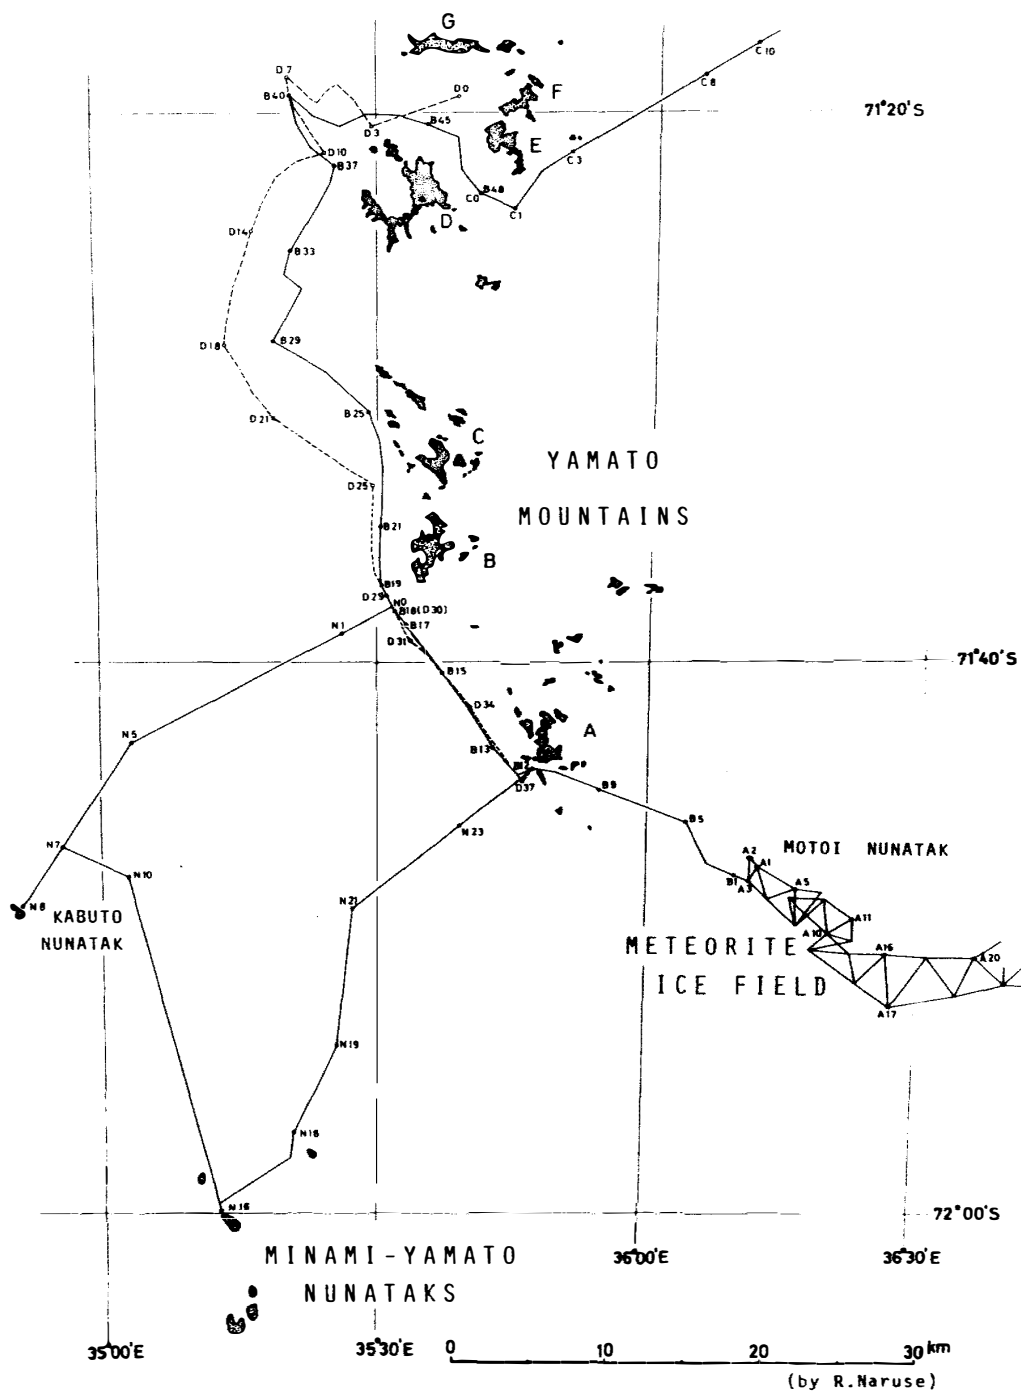 G
C10
D7
C8
B40
D0
F
71°20'S
B45
D3
E
C3
D10
B37
B48
C0
C1
D
D14
B33
D18
B29
B25
D21
C
YAMATO
D25
MOUNTAINS
B21
B
B19
D29
N0
B18(D30)
N1
B17
D31
71°40'S
B15
D34
A
N5
B13
B12
D37
B9
B5
N23
A2
A1
MOTOI NUNATAK
N7
N10
B1
A3
A5
N8
KABUTO
NUNATAK
N21
A11
A10
METEORITE
ICE FIELD
A16
A20
A17
N19
N18
N16
72°00'S
MINAMI-YAMATO
NUNATAKS
36°00'E
36°30'E
35°00'E
35°30'E
0 10 20 30 km
(by R.Naruse)